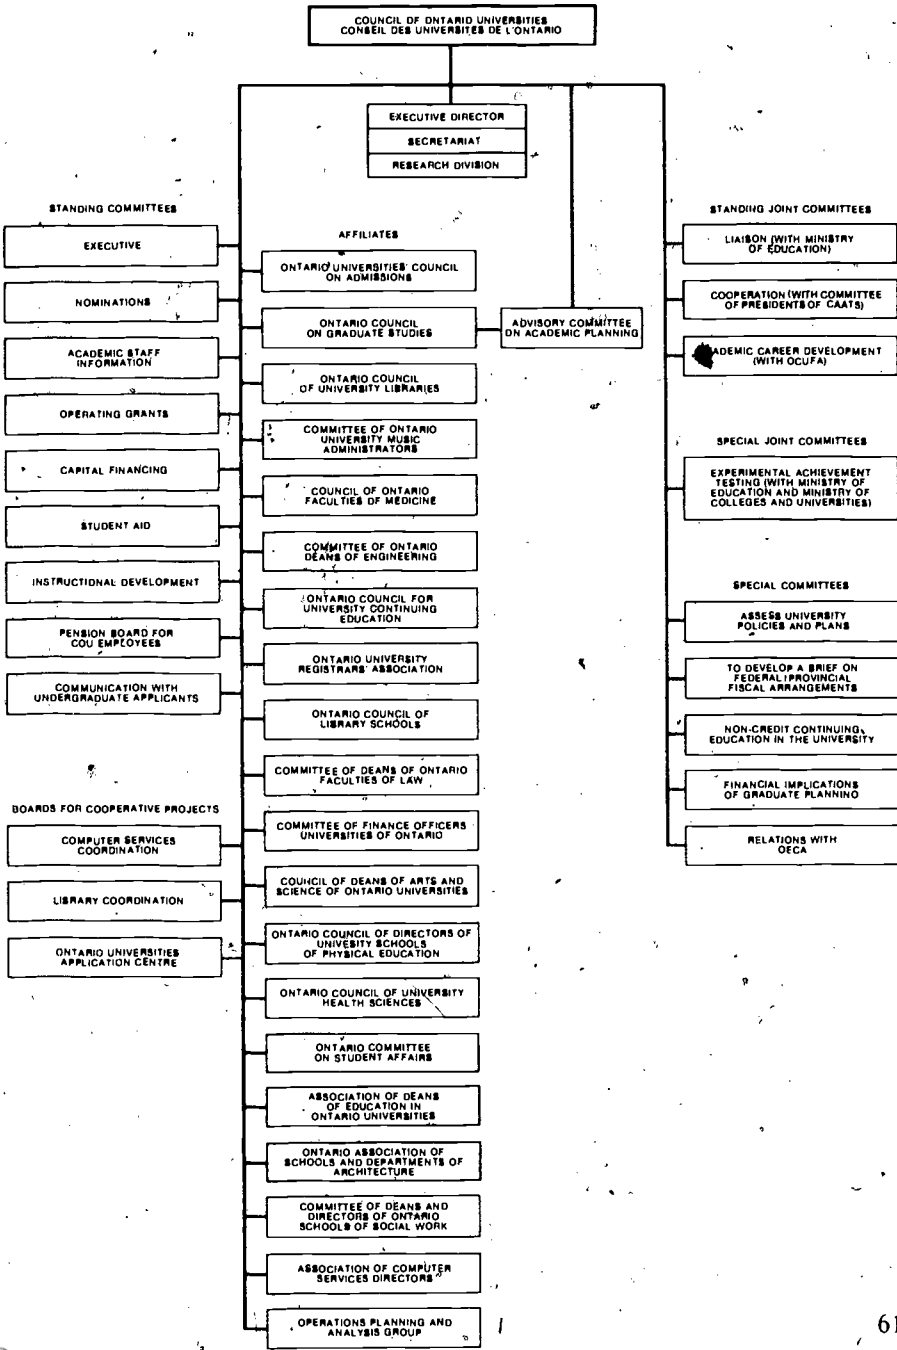 COUNCIL OF ONTARIO UNIVERSITIES
CONSEIL DES UNIVERSITES DE L'ONTARIO
EXECUTIVE DIRECTOR
SECRETARIAT
RESEARCH DIVISION
STANDING COMMITTEES
EXECUTIVE
NOMINATIONS
ACADEMIC STAFF
INFORMATION
OPERATING GRANTS
CAPITAL FINANCING
STUDENT AID
INSTRUCTIONAL DEVELOPMENT
PENSION BOARD FOR
COU EMPLOYEES
COMMUNICATION WITH
UNDERGRADUATE APPLICANTS
BOARDS FOR COOPERATIVE PROJECTS
COMPUTER SERVICES
COORDINATION
LIBRARY COORDINATION
ONTARIO UNIVERSITIES
APPLICATION CENTRE
AFFILIATES
ONTARIO UNIVERSITIES' COUNCIL
ON ADMISSIONS
ONTARIO COUNCIL
ON GRADUATE STUDIES
ONTARIO COUNCIL
OF UNIVERSITY LIBRARIES
COMMITTEE OF ONTARIO
UNIVERSITY MUSIC
ADMINISTRATORS
COUNCIL OF ONTARIO
FACULTIES OF MEDICINE
COMMITTEE OF ONTARIO
DEANS OF ENGINEERING
ONTARIO COUNCIL FOR
UNIVERSITY CONTINUING
EDUCATION
ONTARIO UNIVERSITY
REGISTRARS' ASSOCIATION
ONTARIO COUNCIL OF
LIBRARY SCHOOLS
COMMITTEE OF DEANS OF ONTARIO
FACULTIES OF LAW
COMMITTEE OF FINANCE OFFICERS
UNIVERSITIES OF ONTARIO
COUNCIL OF DEANS OF ARTS AND
SCIENCE OF ONTARIO UNIVERSITIES
ONTARIO COUNCIL OF DIRECTORS OF
UNIVESITY SCHOOLS
OF PHYSICAL EDUCATION
ONTARIO COUNCIL OF UNIVERSITY
HEALTH SCIENCES
ONTARIO COMMITTEE
ON STUDENT AFFAIRS
ASSOCIATION OF DEANS
OF EDUCATION IN
ONTARIO UNIVERSITIES
ONTARIO ASSOCIATION OF
SCHOOLS AND DEPARTMENTS OF
ARCHITECTURE
COMMITTEE OF DEANS AND
DIRECTORS OF ONTARIO
SCHOOLS OF SOCIAL WORK
ASSOCIATION OF COMPUTER
SERVICES DIRECTORS
OPERATIONS PLANNING AND
ANALYSIS GROUP
ADVISORY COMMITTEE
ON ACADEMIC PLANNING
STANDING JOINT COMMITTEES
LIAISON (WITH MINISTRY
OF EDUCATION)
COOPERATION (WITH COMMITTEE
OF PRESIDENTS OF CAATS)
CAREER DEVELOPMENT
(WITH OCUFA)
SPECIAL JOINT COMMITTEES
EXPERIMENTAL ACHIEVEMENT
TESTING (WITH MINISTRY OF
EDUCATION AND MINISTRY OF
COLLEGES AND UNIVERSITIES)
SPECIAL COMMITTEES
ASSESS UNIVERSITY
POLICIES AND PLANS
TO DEVELOP A BRIEF ON
FEDERAL/PROVINCIAL
FISCAL ARRANGEMENTS
NON-CREDIT CONTINUING
EDUCATION IN THE UNIVERSITY
FINANCIAL IMPLICATIONS
OF GRADUATE PLANNING
RELATIONS WITH
OECA
61